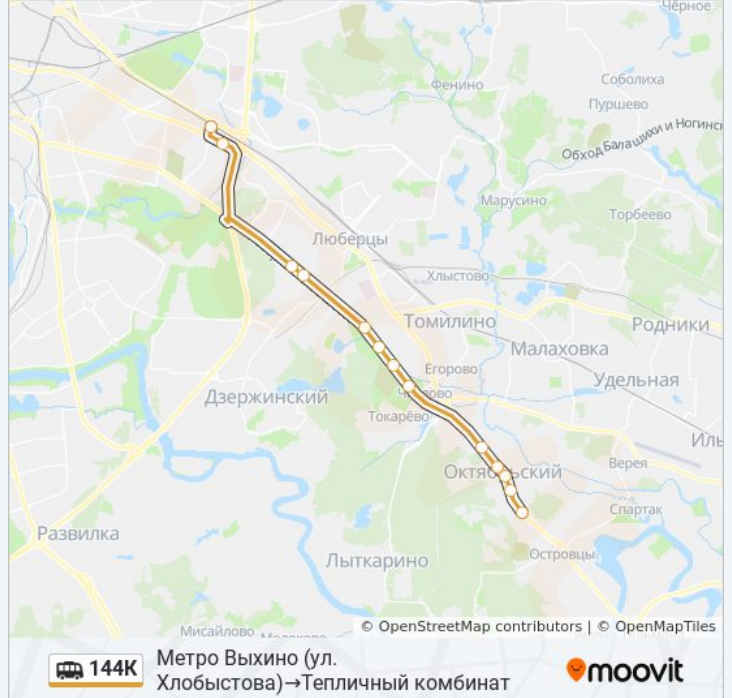 Чёрное
Фенино
Соболиха
Пуршево
Обход Балашихи и Ногинск
Марусино
Торбеево
Люберцы
Хлыстово
Томилино
Родники
Малаховка
Егорово
Удельная
Дзержинский
Токарёво
Октябрьский
Верея
Спартак
Развилка
Островцы
Лыткарино
Мисайлово
© OpenStreetMap contributors | © OpenMapTiles
144К
Метро Выхино (ул.
Хлобыстова)→Тепличный комбинат
moovit